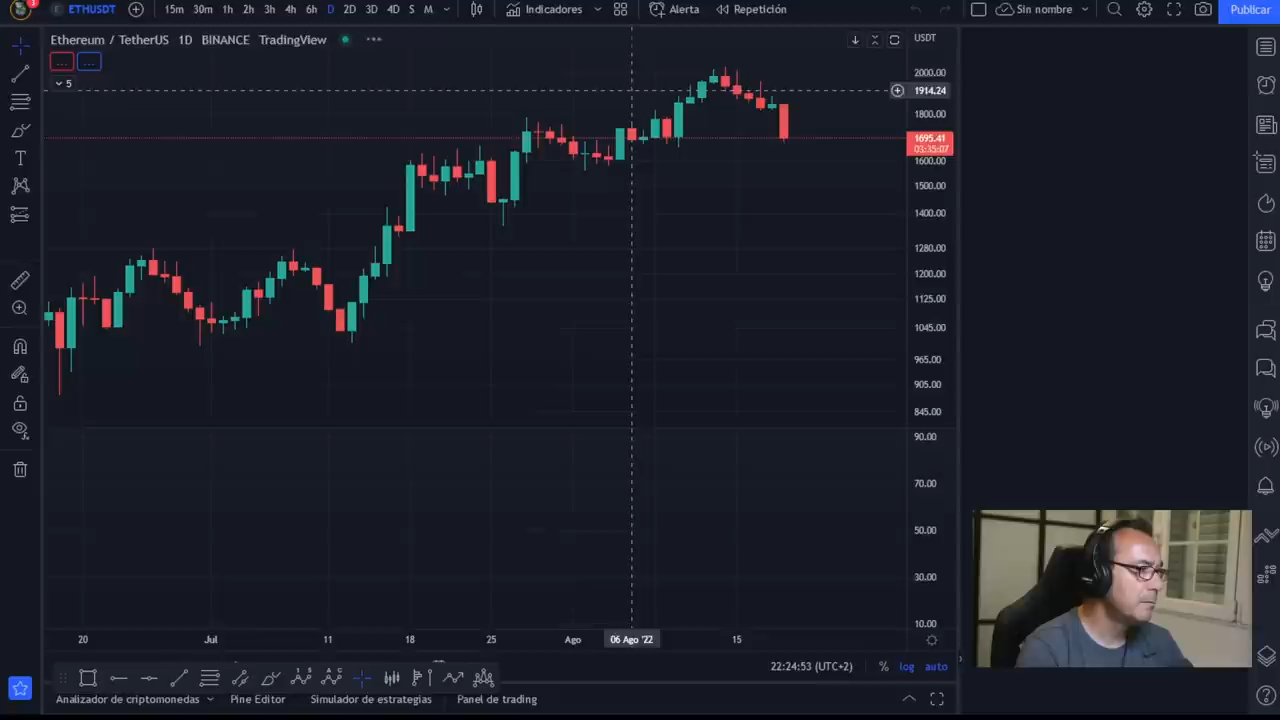 3
ETHUSDT
15m 30m 1h 2h 3h 4h 6h D 2D 3D 4D S M
Indicadores
Alerta
Repetición
Sin nombre
Publicar
Ethereum / TetherUS 1D BINANCE TradingView
USDT
... ...
5
2000.00
1914.24
1800.00
1695.41
03:35:07
1600.00
1500.00
1400.00
1280.00
1200.00
1125.00
1045.00
965.00
905.00
845.00
90.00
70.00
50.00
30.00
10.00
20 Jul 11 18 25 Ago 06 Ago '22 15
22:24:53 (UTC+2) % log auto
Analizador de criptomonedas Pine Editor Simulador de estrategias Panel de trading